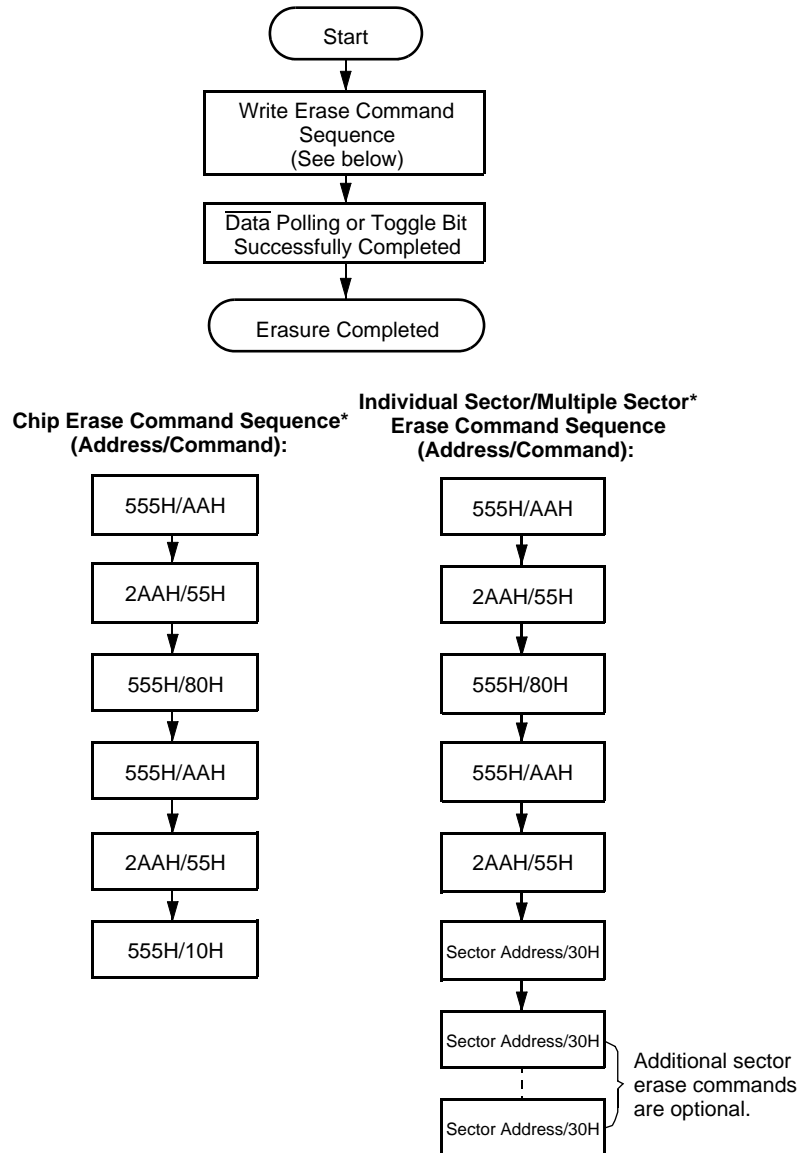 Start
Write Erase Command
Sequence
(See below)
Data Polling or Toggle Bit
Successfully Completed
Erasure Completed
Chip Erase Command Sequence*
(Address/Command):
555H/AAH
2AAH/55H
555H/80H
555H/AAH
2AAH/55H
555H/10H
Individual Sector/Multiple Sector*
Erase Command Sequence
(Address/Command):
555H/AAH
2AAH/55H
555H/80H
555H/AAH
2AAH/55H
Sector Address/30H
Sector Address/30H
Sector Address/30H
Additional sector
erase commands
are optional.